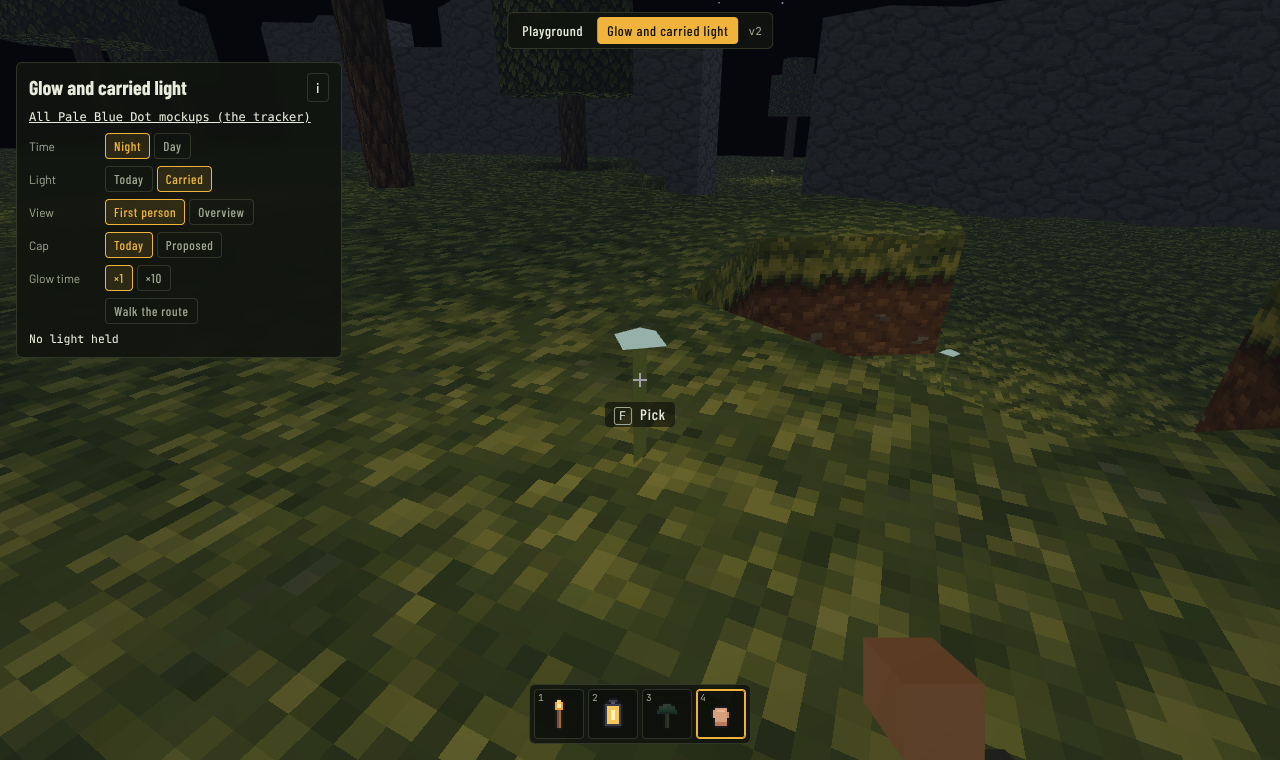 Playground Glow and carried light v2
Glow and carried light i
All Pale Blue Dot mockups (the tracker)
Time Night Day
Light Today Carried
View First person Overview
Cap Today Proposed
Glow time ×1 ×10
Walk the route
No light held
F Pick
1 2 3 4